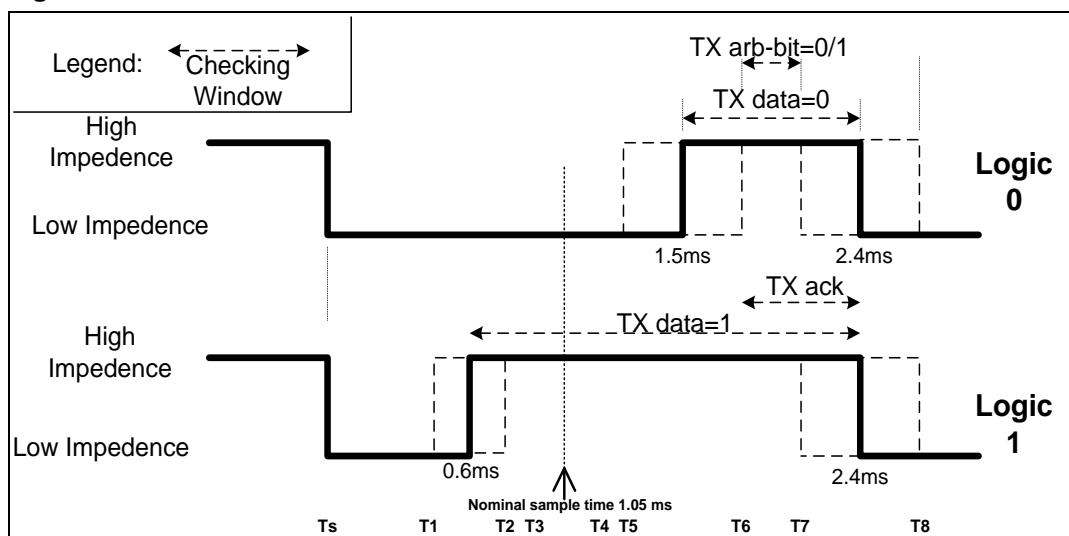 Legend:
Checking
Window
TX arb-bit=0/1
TX data=0
High
Impedence
Low Impedence
Logic
0
1.5ms
2.4ms
TX ack
TX data=1
High
Impedence
Low Impedence
Logic
1
0.6ms
2.4ms
Nominal sample time 1.05 ms
Ts T1 T2 T3 T4 T5 T6 T7 T8